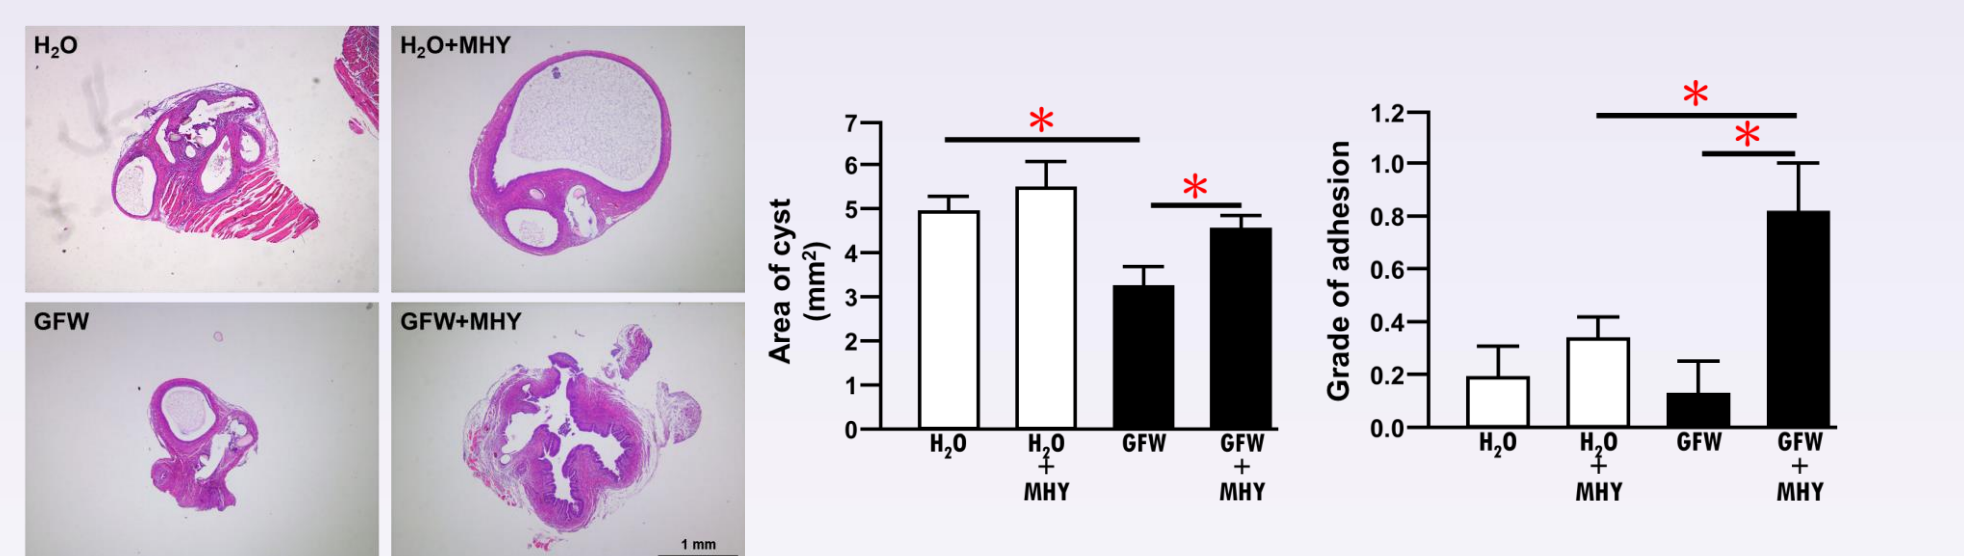 H₂O
H₂O+MHY
GFW
GFW+MHY
1 mm
Area of cyst
(mm²)
7
6
5
4
3
2
1
0
*
*
H₂O
H₂O
+
MHY
GFW
GFW
+
MHY
Grade of adhesion
1.2
1.0
0.8
0.6
0.4
0.2
0.0
*
*
H₂O
H₂O
+
MHY
GFW
GFW
+
MHY